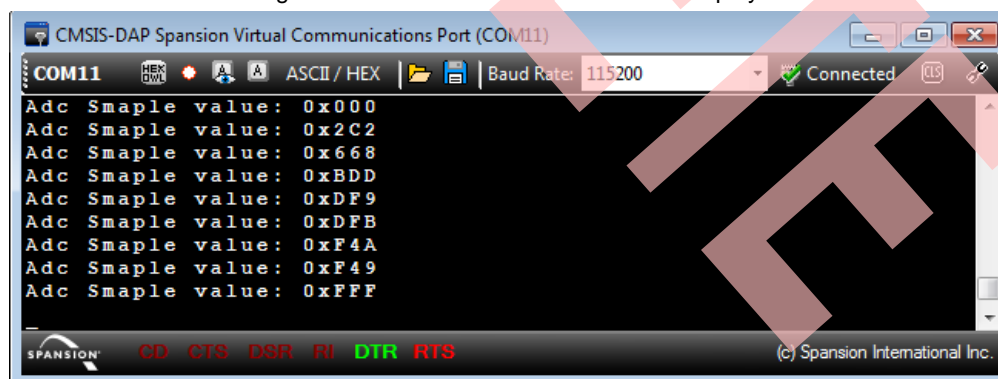 CMSIS-DAP Spansion Virtual Communications Port (COM11)
COM11 HEX ASCII / HEX Baud Rate: 115200 Connected CLS
Adc Smaple value: 0x000
Adc Smaple value: 0x2C2
Adc Smaple value: 0x668
Adc Smaple value: 0xBDD
Adc Smaple value: 0xDF9
Adc Smaple value: 0xDFB
Adc Smaple value: 0xF4A
Adc Smaple value: 0xF49
Adc Smaple value: 0xFFF
SPANSION CD CTS DSR RI DTR RTS (c) Spansion International Inc.